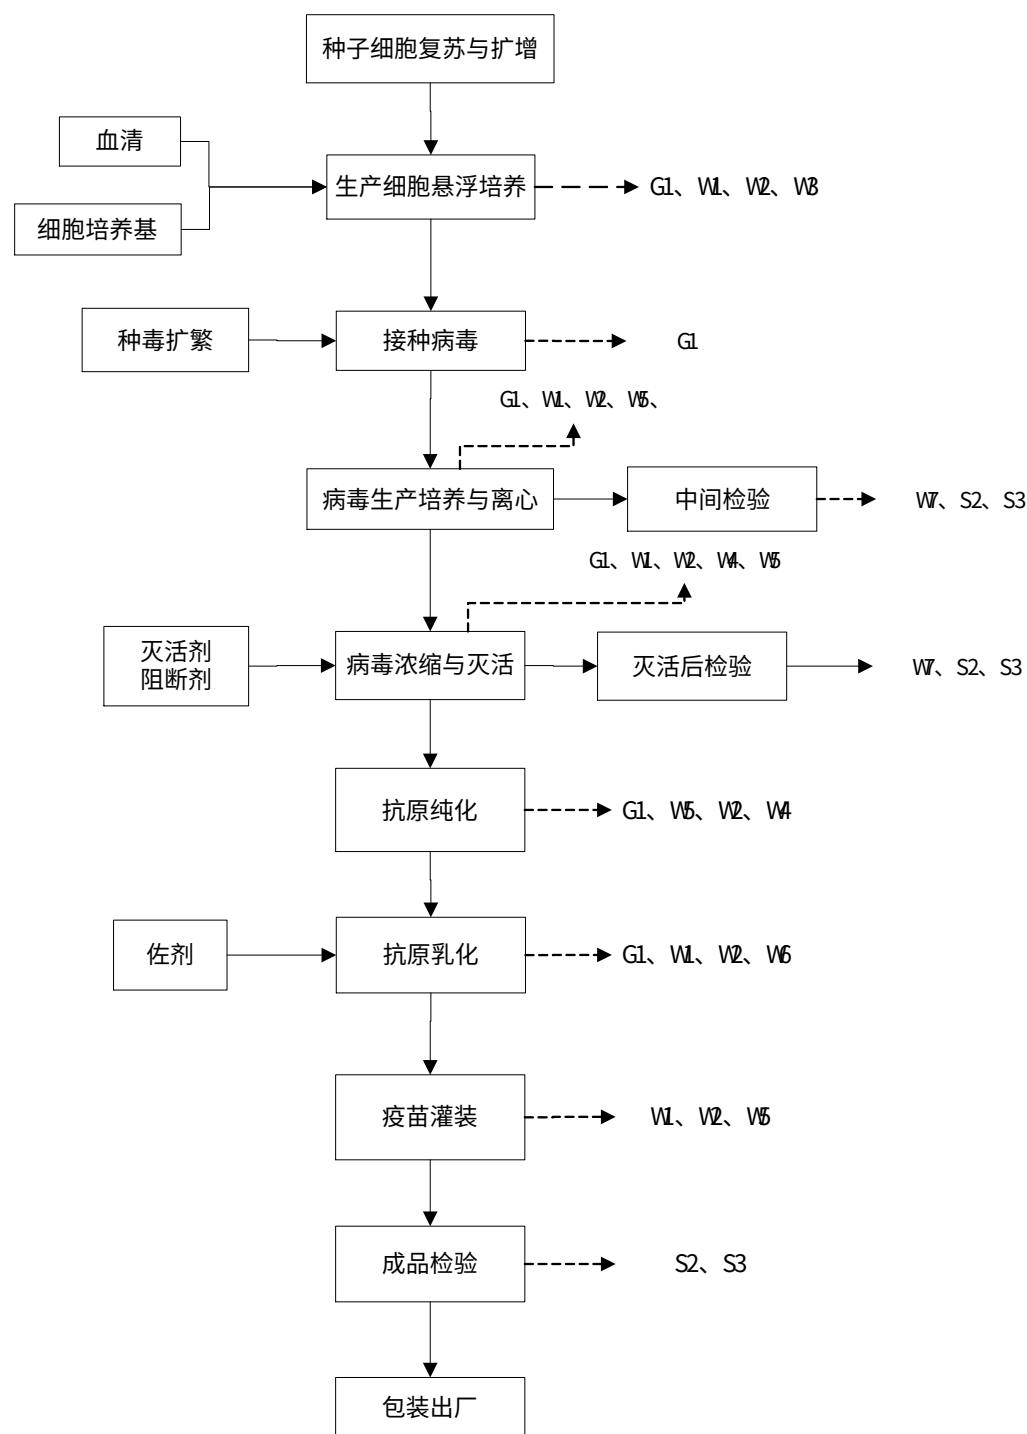 种子细胞复苏与扩增
血清
生产细胞悬浮培养
G1、W1、W2、W3
细胞培养基
种毒扩繁
接种病毒
G1
G1、W1、W2、W5、
病毒生产培养与离心
中间检验
W7、S2、S3
G1、W1、W2、W4、W5
灭活剂
阻断剂
病毒浓缩与灭活
灭活后检验
W7、S2、S3
抗原纯化
G1、W5、W2、W4
佐剂
抗原乳化
G1、W1、W2、W6
疫苗灌装
W1、W2、W5
成品检验
S2、S3
包装出厂